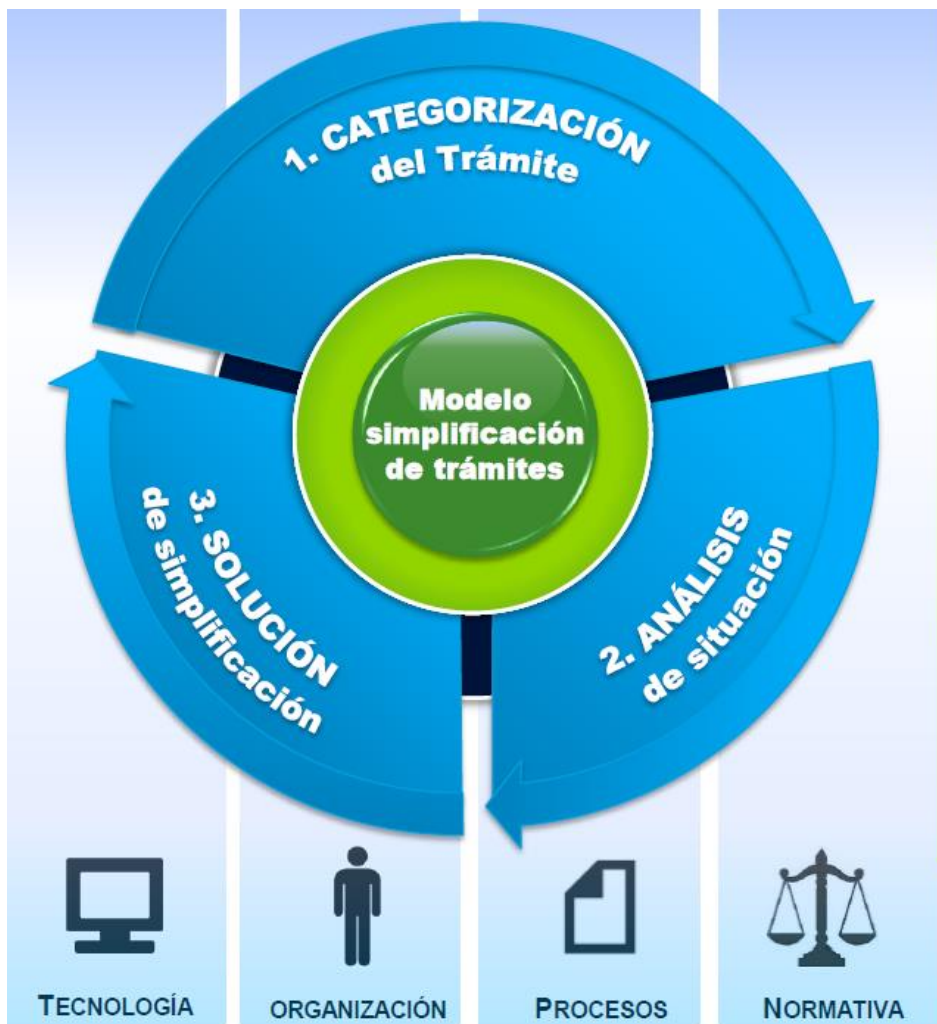 1. CATEGORIZACIÓN
del Trámite
Modelo
simplificación
de trámites
2. ANÁLISIS
de situación
3. SOLUCIÓN
de simplificación
TECNOLOGÍA
ORGANIZACIÓN
PROCESOS
NORMATIVA